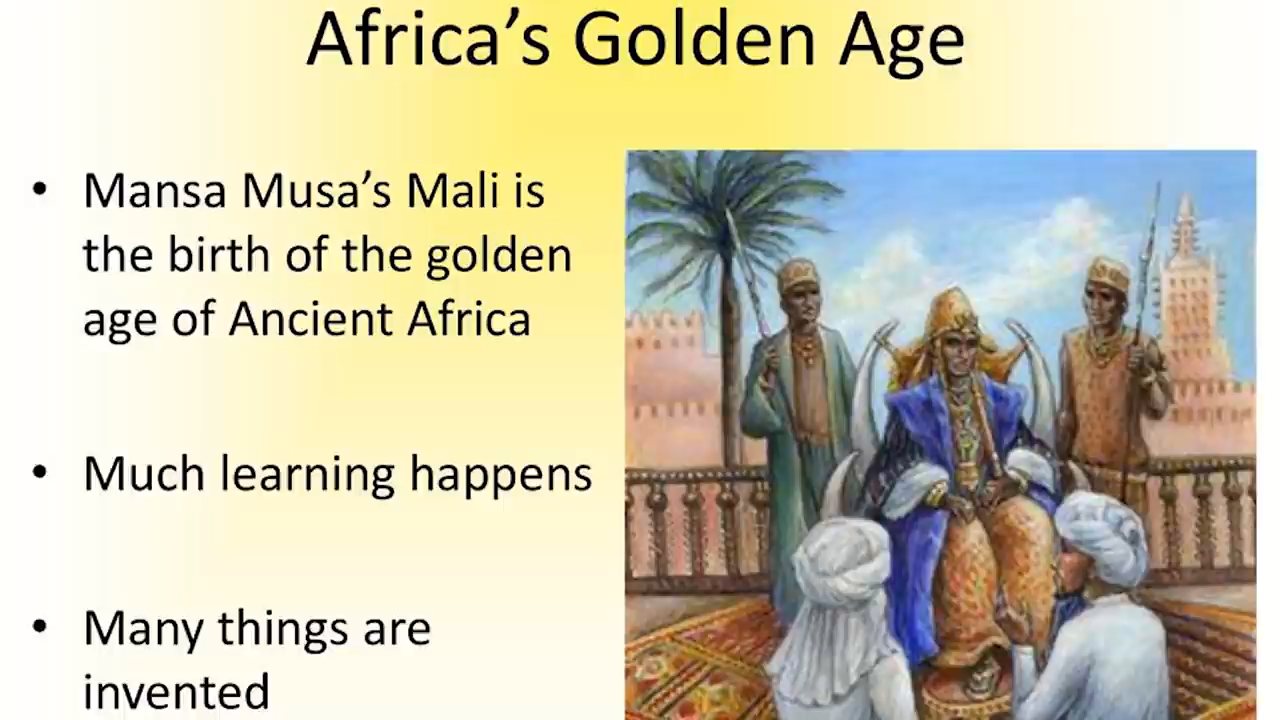 Africa’s Golden Age
• Mansa Musa’s Mali is
the birth of the golden
age of Ancient Africa
• Much learning happens
• Many things are
invented